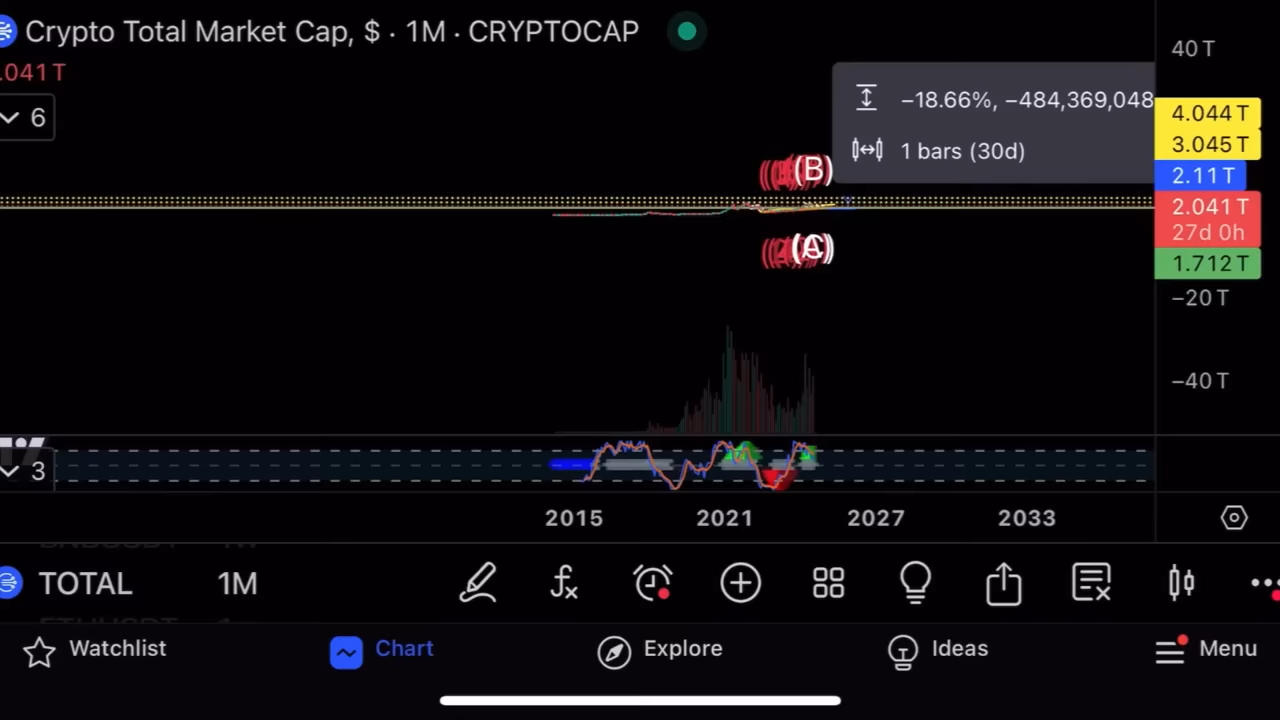 Crypto Total Market Cap, $ · 1M · CRYPTOCAP
.041 T
6
−18.66%, −484,369,048
1 bars (30d)
(B)
(C)
40 T
4.044 T
3.045 T
2.11 T
2.041 T
27d 0h
1.712 T
−20 T
−40 T
3
2015 2021 2027 2033
TOTAL 1M
Watchlist Chart Explore Ideas Menu